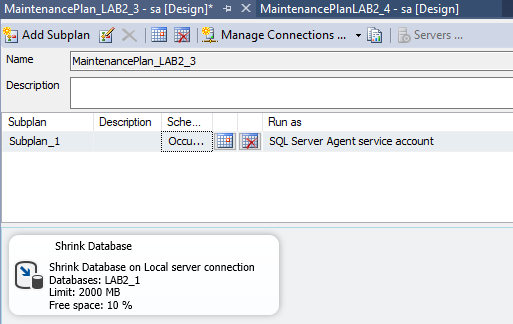 MaintenancePlan_LAB2_3 - sa [Design]* MaintenancePlanLAB2_4 - sa [Design]
Add Subplan Manage Connections ... Servers ...
Name MaintenancePlan_LAB2_3
Description
Subplan Description Sche... Run as
Subplan_1 Occu... SQL Server Agent service account
Shrink Database
Shrink Database on Local server connection
Databases: LAB2_1
Limit: 2000 MB
Free space: 10 %